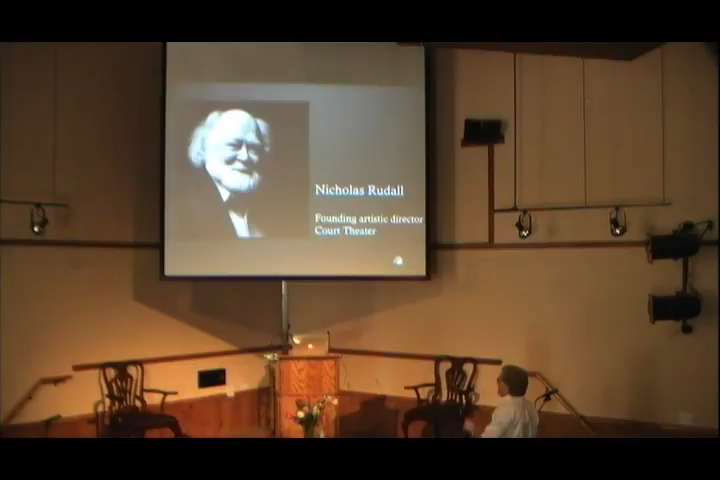 Nicholas Rudall
Founding artistic director
Court Theater